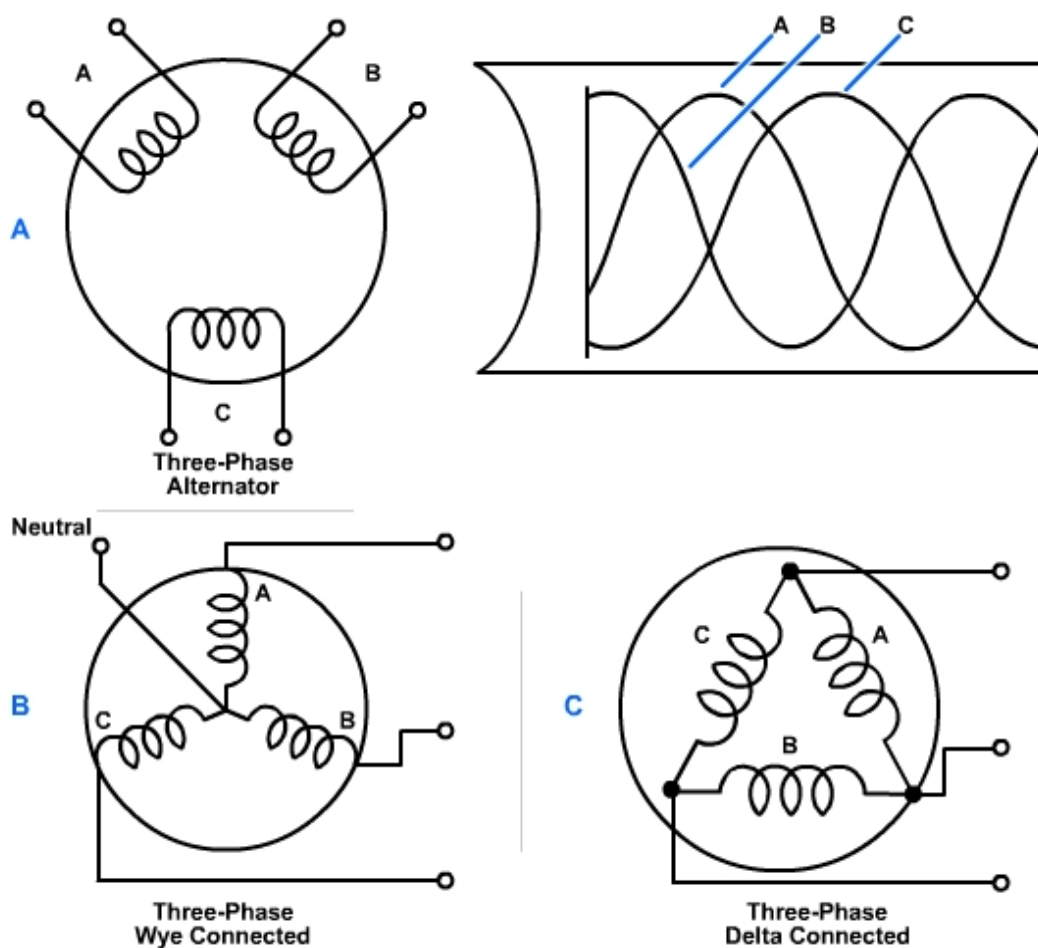 A
B
C
A
B
A
C
Three-Phase
Alternator
Neutral
A
B
C
B
Three-Phase
Wye Connected
C
A
C
B
Three-Phase
Delta Connected